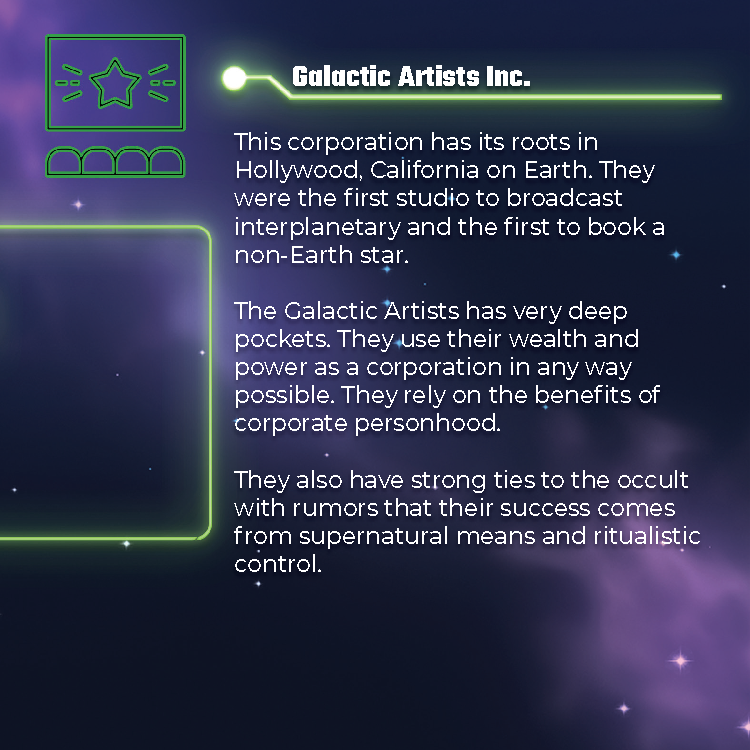 Galactic Artists Inc.
This corporation has its roots in
Hollywood, California on Earth. They
were the first studio to broadcast
interplanetary and the first to book a
non-Earth star.
The Galactic Artists has very deep
pockets. They use their wealth and
power as a corporation in any way
possible. They rely on the benefits of
corporate personhood.
They also have strong ties to the occult
with rumors that their success comes
from supernatural means and ritualistic
control.